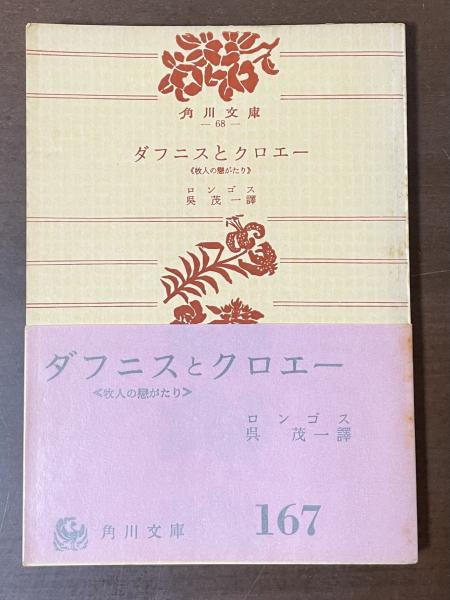 角川文庫
— 68 —
ダフニスとクロエー
《牧人の戀がたり》
ロンゴス
吳茂一譯
ダフニスとクロエー
≪牧人の戀がたり≫
ロンゴス
吳 茂一譯
角川文庫
167